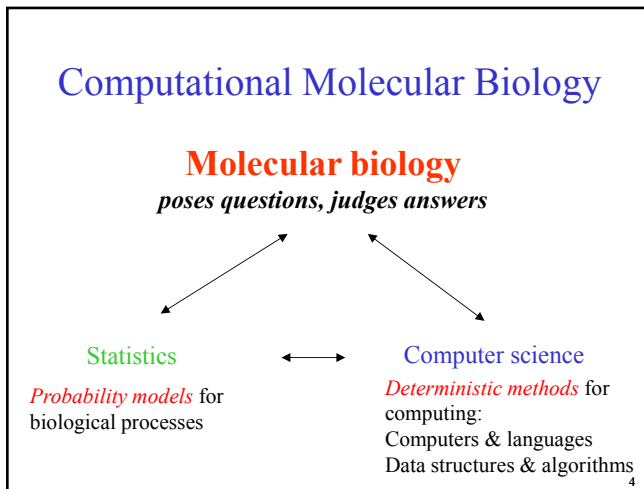 Computational Molecular Biology
Molecular biology
poses questions, judges answers
Statistics
Probability models for
biological processes
Computer science
Deterministic methods for
computing:
Computers & languages
Data structures & algorithms
4